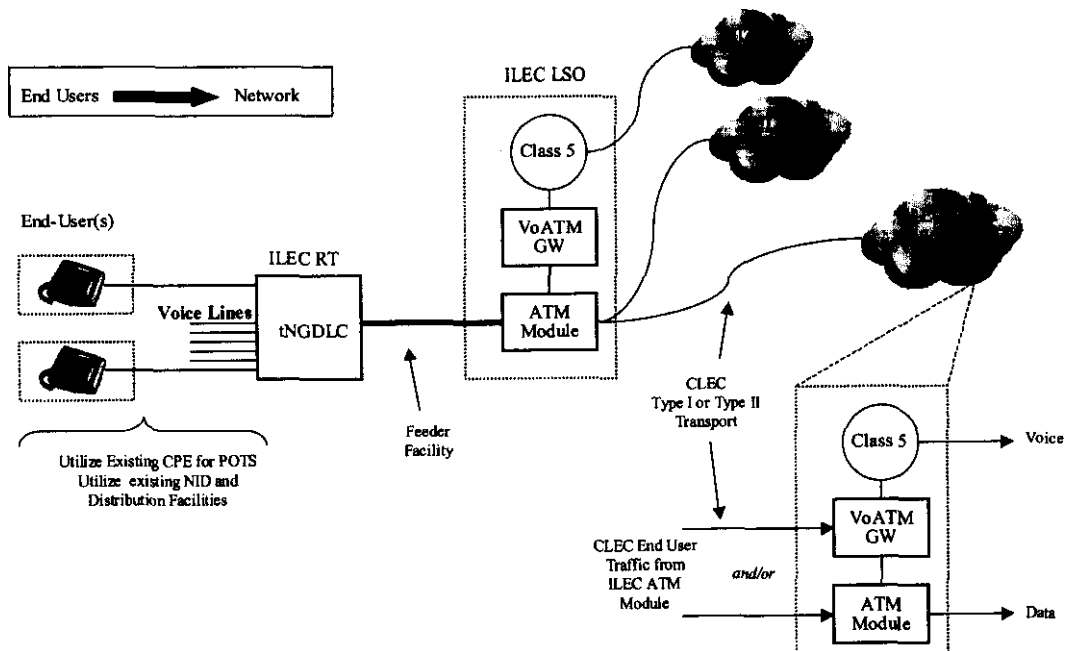 End Users Network
ILEC LSO
Class 5
VoATM
GW
ATM
Module
End-User(s)
ILEC RT
Voice Lines
tNGDLC
Feeder
Facility
Utilize Existing CPE for POTS
Utilize existing NID and
Distribution Facilities
CLEC
Type I or Type II
Transport
Class 5
Voice
VoATM
GW
CLEC End User
Traffic from
ILEC ATM
Module
and/or
ATM
Module
Data